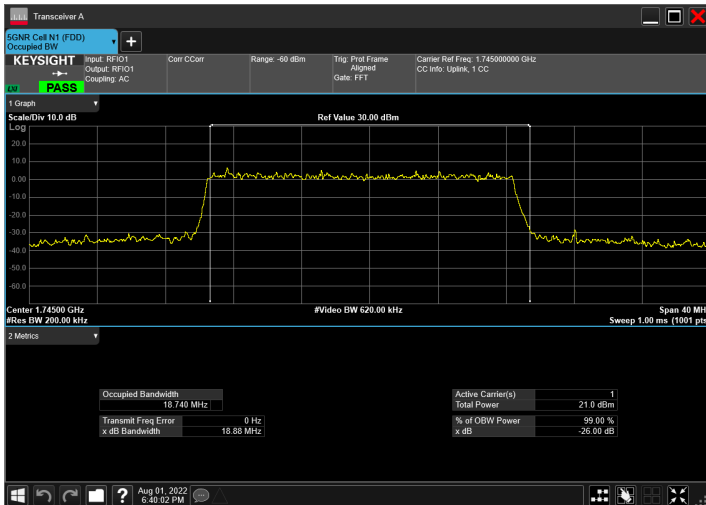 Transceiver A
5GNR Cell N1 (FDD)
Occupied BW
KEYSIGHT
Input: RFIO1
Output: RFIO1
Coupling: AC
Corr CCorr
Range: -60 dBm
Trig: Prot Frame
Aligned
Gate: FFT
Carrier Ref Freq: 1.745000000 GHz
CC Info: Uplink, 1 CC
PASS
1 Graph
Scale/Div 10.0 dB
Ref Value 30.00 dBm
Log
20.0
10.0
0.00
-10.0
-20.0
-30.0
-40.0
-50.0
-60.0
Center 1.74500 GHz
#Video BW 620.00 kHz
Span 40 MH
#Res BW 200.00 kHz
Sweep 1.00 ms (1001 pts
2 Metrics
Occupied Bandwidth
18.740 MHz
Transmit Freq Error 0 Hz
x dB Bandwidth 18.88 MHz
Active Carrier(s) 1
Total Power 21.0 dBm
% of OBW Power 99.00 %
x dB -26.00 dB
?
Aug 01, 2022
6:40:02 PM